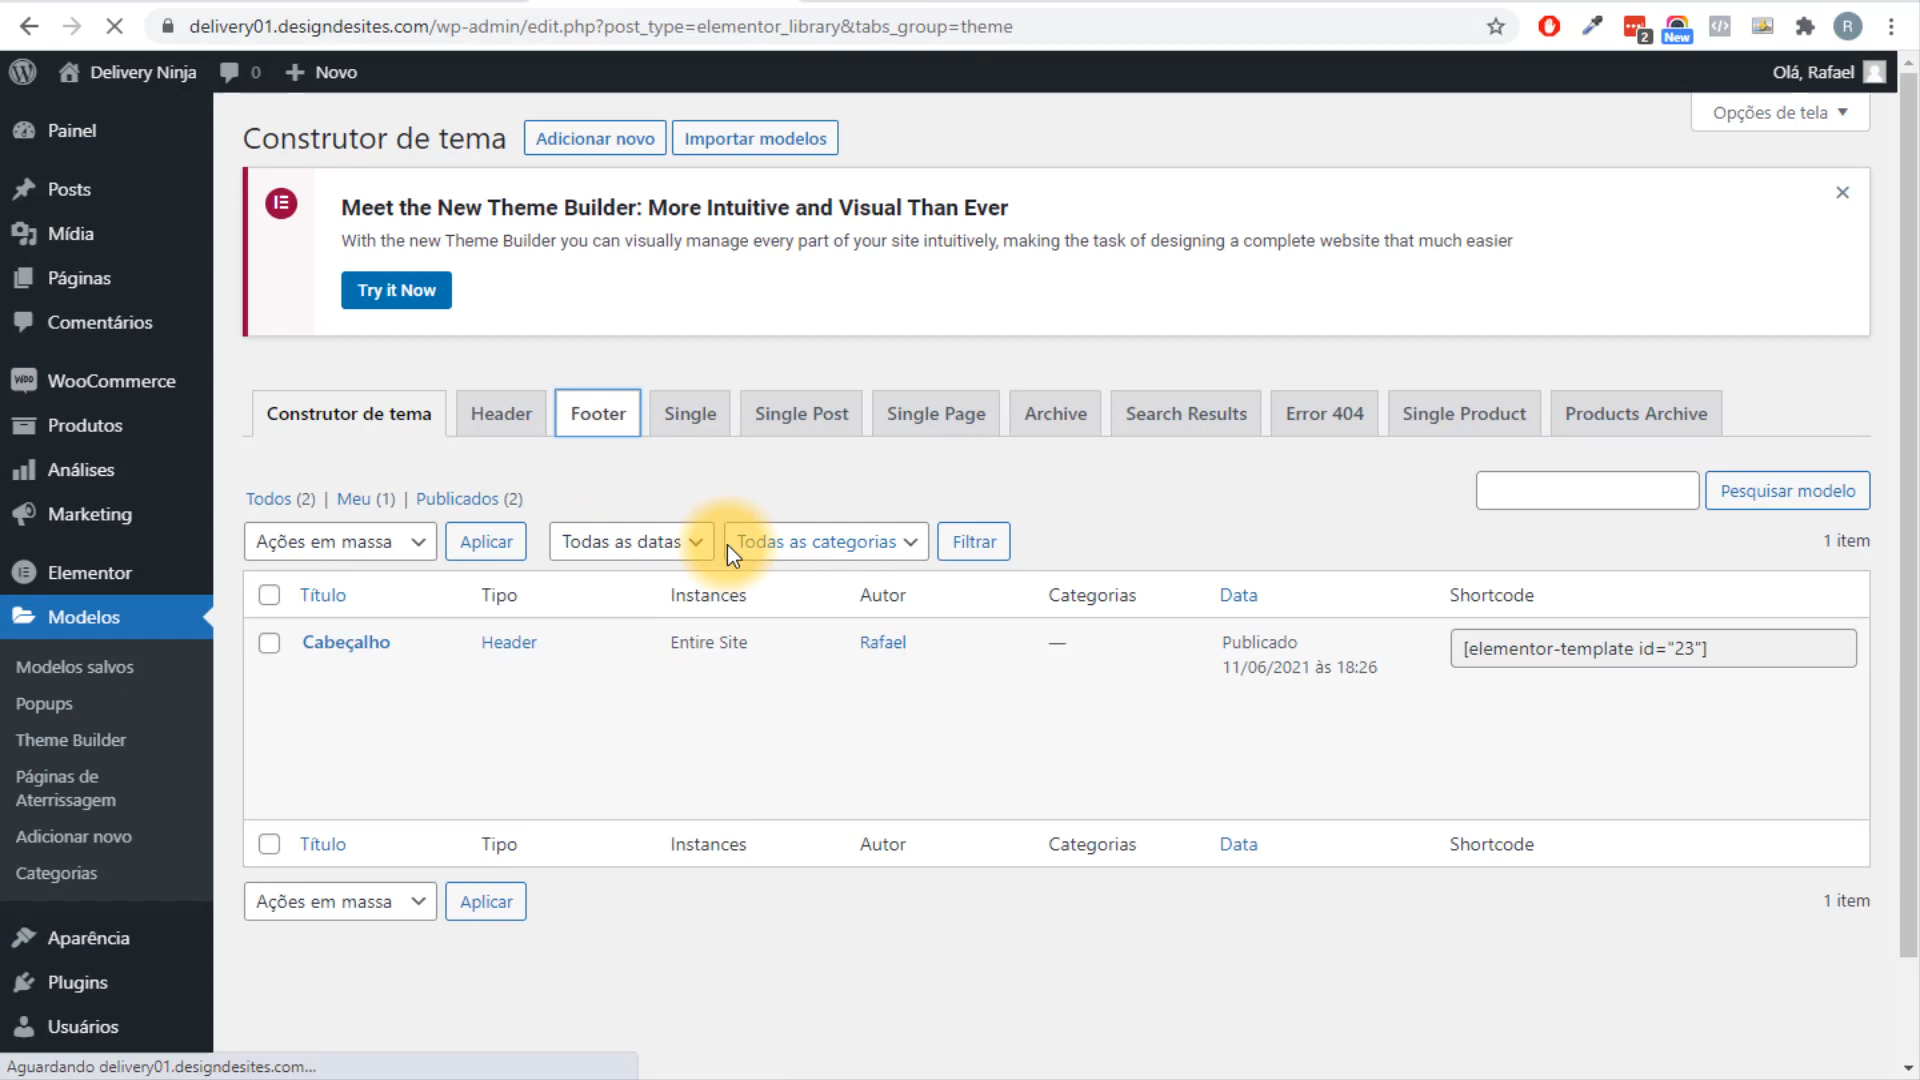 delivery01.designdesites.com/wp-admin/edit.php?post_type=elementor_library&tabs_group=theme
2
New
R
Delivery Ninja
0
Novo
Olá, Rafael
Painel
Posts
Mídia
Páginas
Comentários
WooCommerce
Produtos
Análises
Marketing
Elementor
Modelos
Modelos salvos
Popups
Theme Builder
Páginas de
Aterrissagem
Adicionar novo
Categorias
Aparência
Plugins
Usuários
Aguardando delivery01.designdesites.com...
Opções de tela
Construtor de tema
Adicionar novo
Importar modelos
Meet the New Theme Builder: More Intuitive and Visual Than Ever
With the new Theme Builder you can visually manage every part of your site intuitively, making the task of designing a complete website that much easier
Try it Now
Construtor de tema
Header
Footer
Single
Single Post
Single Page
Archive
Search Results
Error 404
Single Product
Products Archive
Todos (2) | Meu (1) | Publicados (2)
Pesquisar modelo
Ações em massa
Aplicar
Todas as datas
Todas as categorias
Filtrar
1 item
Título Tipo Instances Autor Categorias Data Shortcode
Cabeçalho Header Entire Site Rafael — Publicado
11/06/2021 às 18:26
[elementor-template id="23"]
Título Tipo Instances Autor Categorias Data Shortcode
Ações em massa
Aplicar
1 item